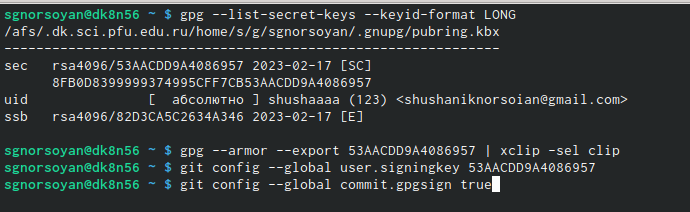 sgnorsoyan@dk8n56 ~ $ gpg --list-secret-keys --keyid-format LONG
/afs/.dk.sci.pfu.edu.ru/home/s/g/sgnorsoyan/.gnupg/pubring.kbx
--------------------------------------------------------------
sec   rsa4096/53AACDD9A4086957 2023-02-17 [SC]
      8FB0D8399999374995CFF7CB53AACDD9A4086957
uid              [  абсолютно ] shushaaaa (123) <shushaniknorsoian@gmail.com>
ssb   rsa4096/82D3CA5C2634A346 2023-02-17 [E]
sgnorsoyan@dk8n56 ~ $ gpg --armor --export 53AACDD9A4086957 | xclip -sel clip
sgnorsoyan@dk8n56 ~ $ git config --global user.signingkey 53AACDD9A4086957
sgnorsoyan@dk8n56 ~ $ git config --global commit.gpgsign true